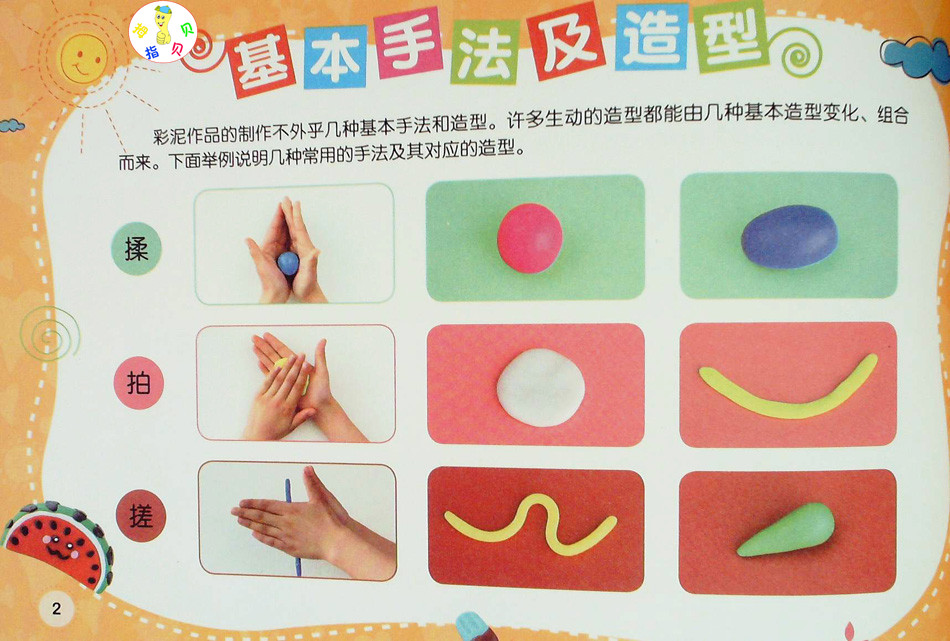 杏
指
贝
贝
基本手法及造型
彩泥作品的制作不外乎几种基本手法和造型。许多生动的造型都能由几种基本造型变化、组合
而来。下面举例说明几种常用的手法及其对应的造型。
揉
拍
搓
2